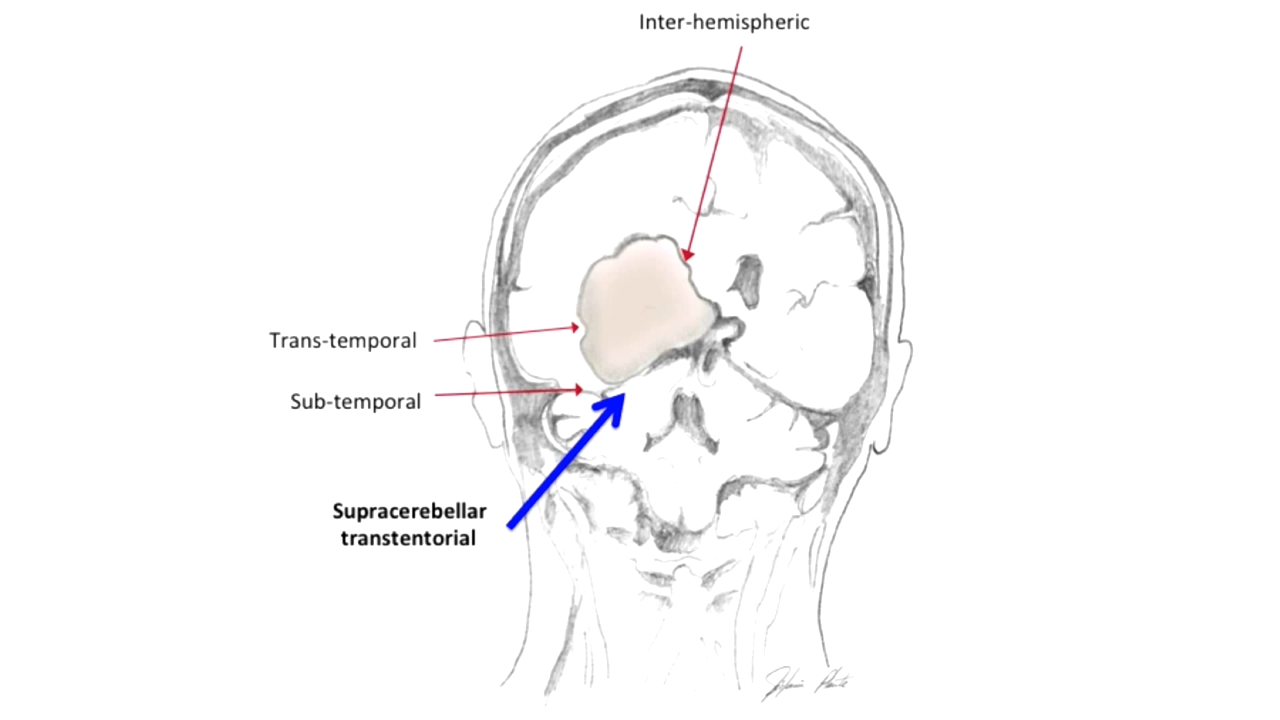 Inter-hemispheric
Trans-temporal
Sub-temporal
Supracerebellar
transtentorial